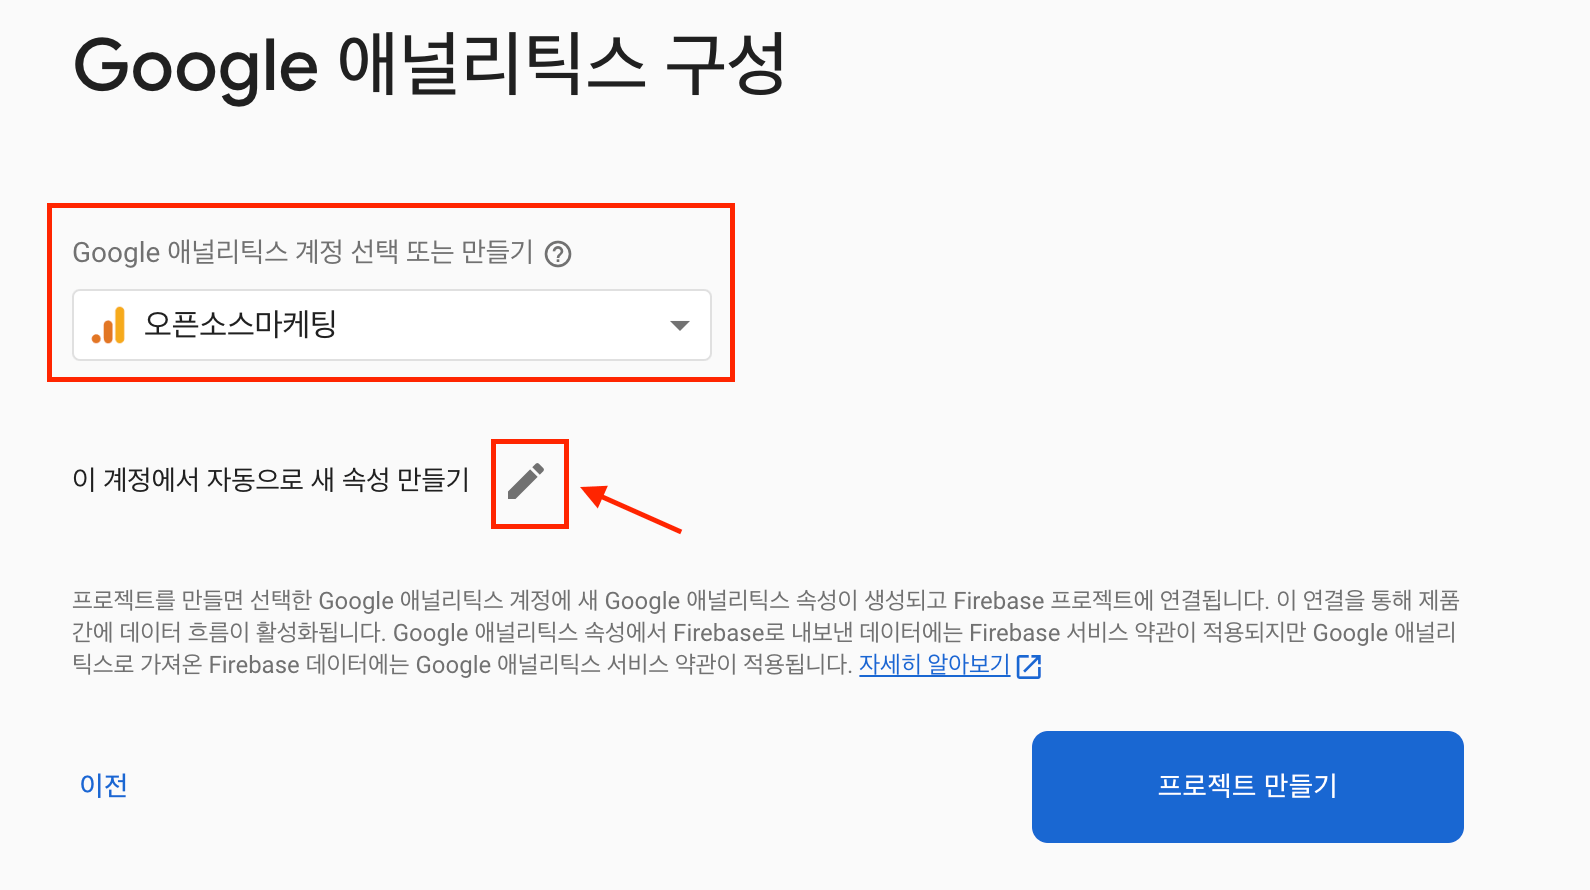 Google 애널리틱스 구성
Google 애널리틱스 계정 선택 또는 만들기
오픈소스마케팅
이 계정에서 자동으로 새 속성 만들기
프로젝트를 만들면 선택한 Google 애널리틱스 계정에 새 Google 애널리틱스 속성이 생성되고 Firebase 프로젝트에 연결됩니다. 이 연결을 통해 제품
간에 데이터 흐름이 활성화됩니다. Google 애널리틱스 속성에서 Firebase로 내보낸 데이터에는 Firebase 서비스 약관이 적용되지만 Google 애널리
틱스로 가져온 Firebase 데이터에는 Google 애널리틱스 서비스 약관이 적용됩니다. 자세히 알아보기
이전
프로젝트 만들기